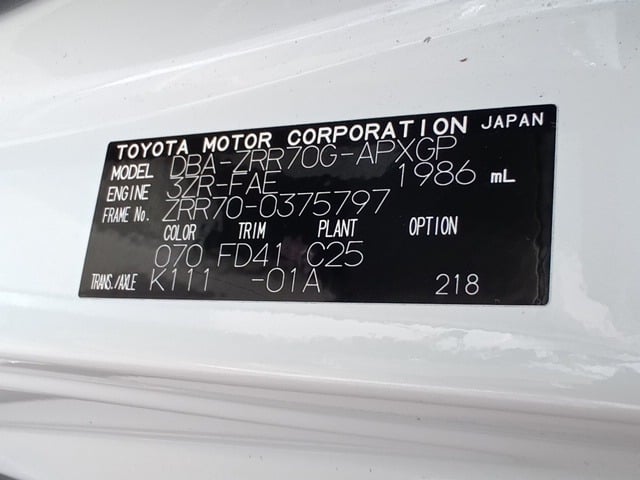 TOYOTA MOTOR CORPORATION JAPAN
MODEL DBA-ZRR70G-APXGP
ENGINE 3ZR-FAE 1986 mL
FRAME No. ZRR70-0375797
COLOR TRIM PLANT OPTION
070 FD41 C25
TRANS./AXLE K111 -01A 218